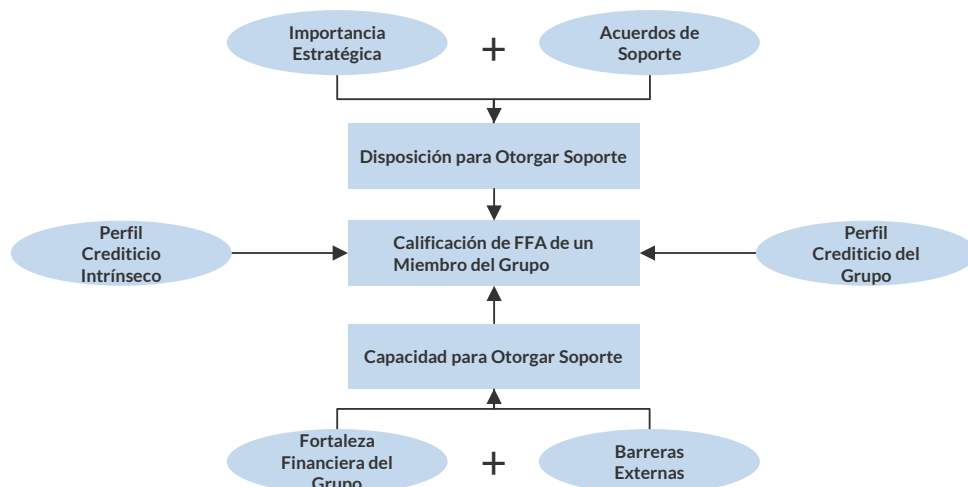 Importancia
Estratégica
+
Acuerdos de
Soporte
Disposición para Otorgar Soporte
Perfil
Crediticio
Intrínseco
Calificación de FFA de un
Miembro del Grupo
Perfil
Crediticio del
Grupo
Capacidad para Otorgar Soporte
Fortaleza
Financiera del
Grupo
+
Barreras
Externas